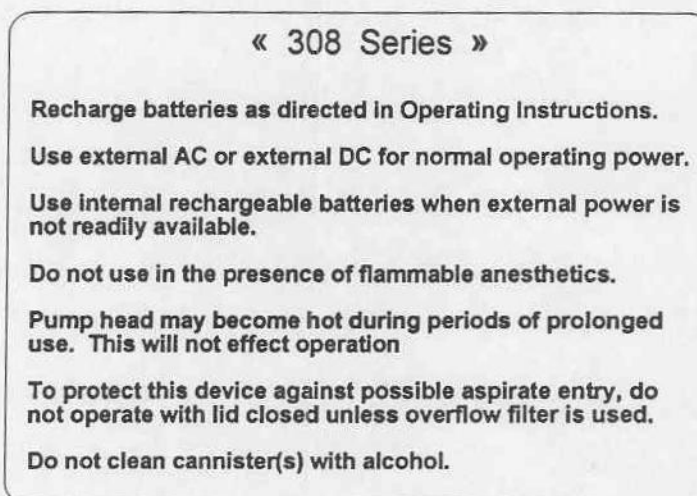 « 308 Series »
Recharge batteries as directed in Operating Instructions.
Use external AC or external DC for normal operating power.
Use internal rechargeable batteries when external power is
not readily available.
Do not use in the presence of flammable anesthetics.
Pump head may become hot during periods of prolonged
use.  This will not effect operation
To protect this device against possible aspirate entry, do
not operate with lid closed unless overflow filter is used.
Do not clean cannister(s) with alcohol.